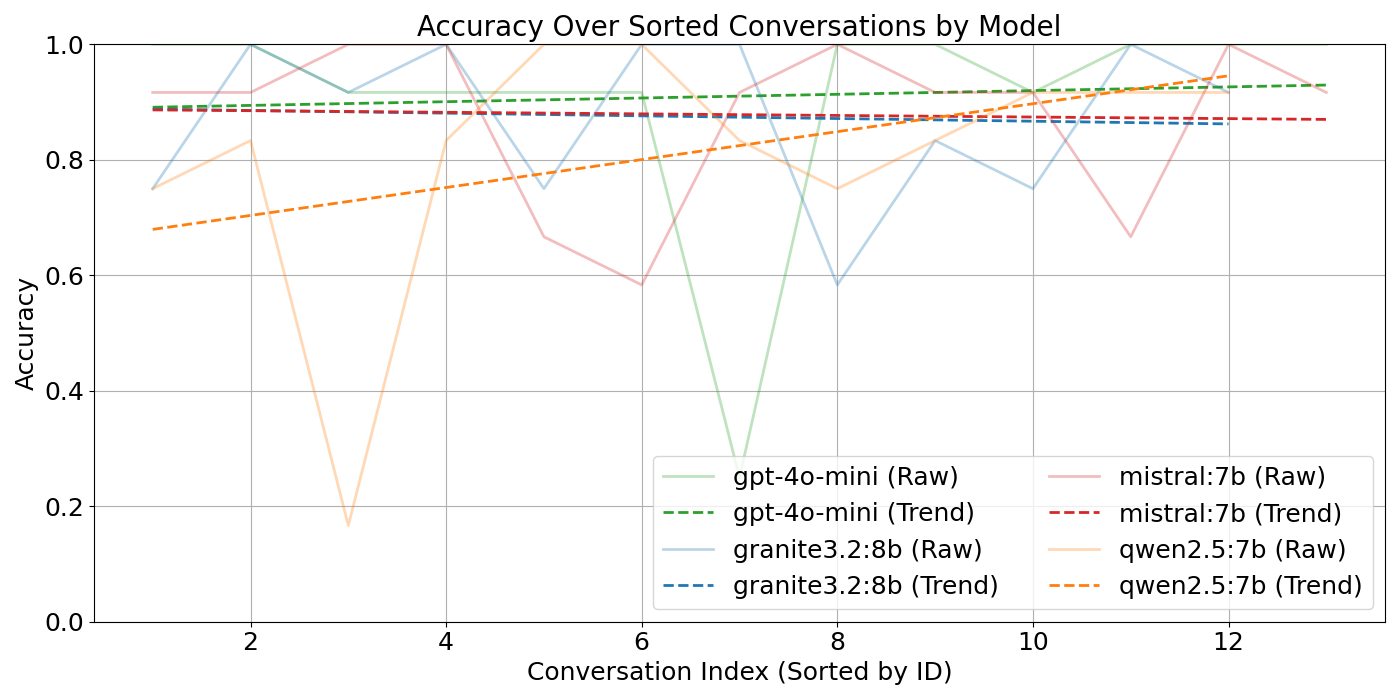 Accuracy Over Sorted Conversations by Model
1.0
0.8
0.6
0.4
0.2
0.0
Accuracy
2 4 6 8 10 12
Conversation Index (Sorted by ID)
gpt-4o-mini (Raw)
gpt-4o-mini (Trend)
granite3.2:8b (Raw)
granite3.2:8b (Trend)
mistral:7b (Raw)
mistral:7b (Trend)
qwen2.5:7b (Raw)
qwen2.5:7b (Trend)